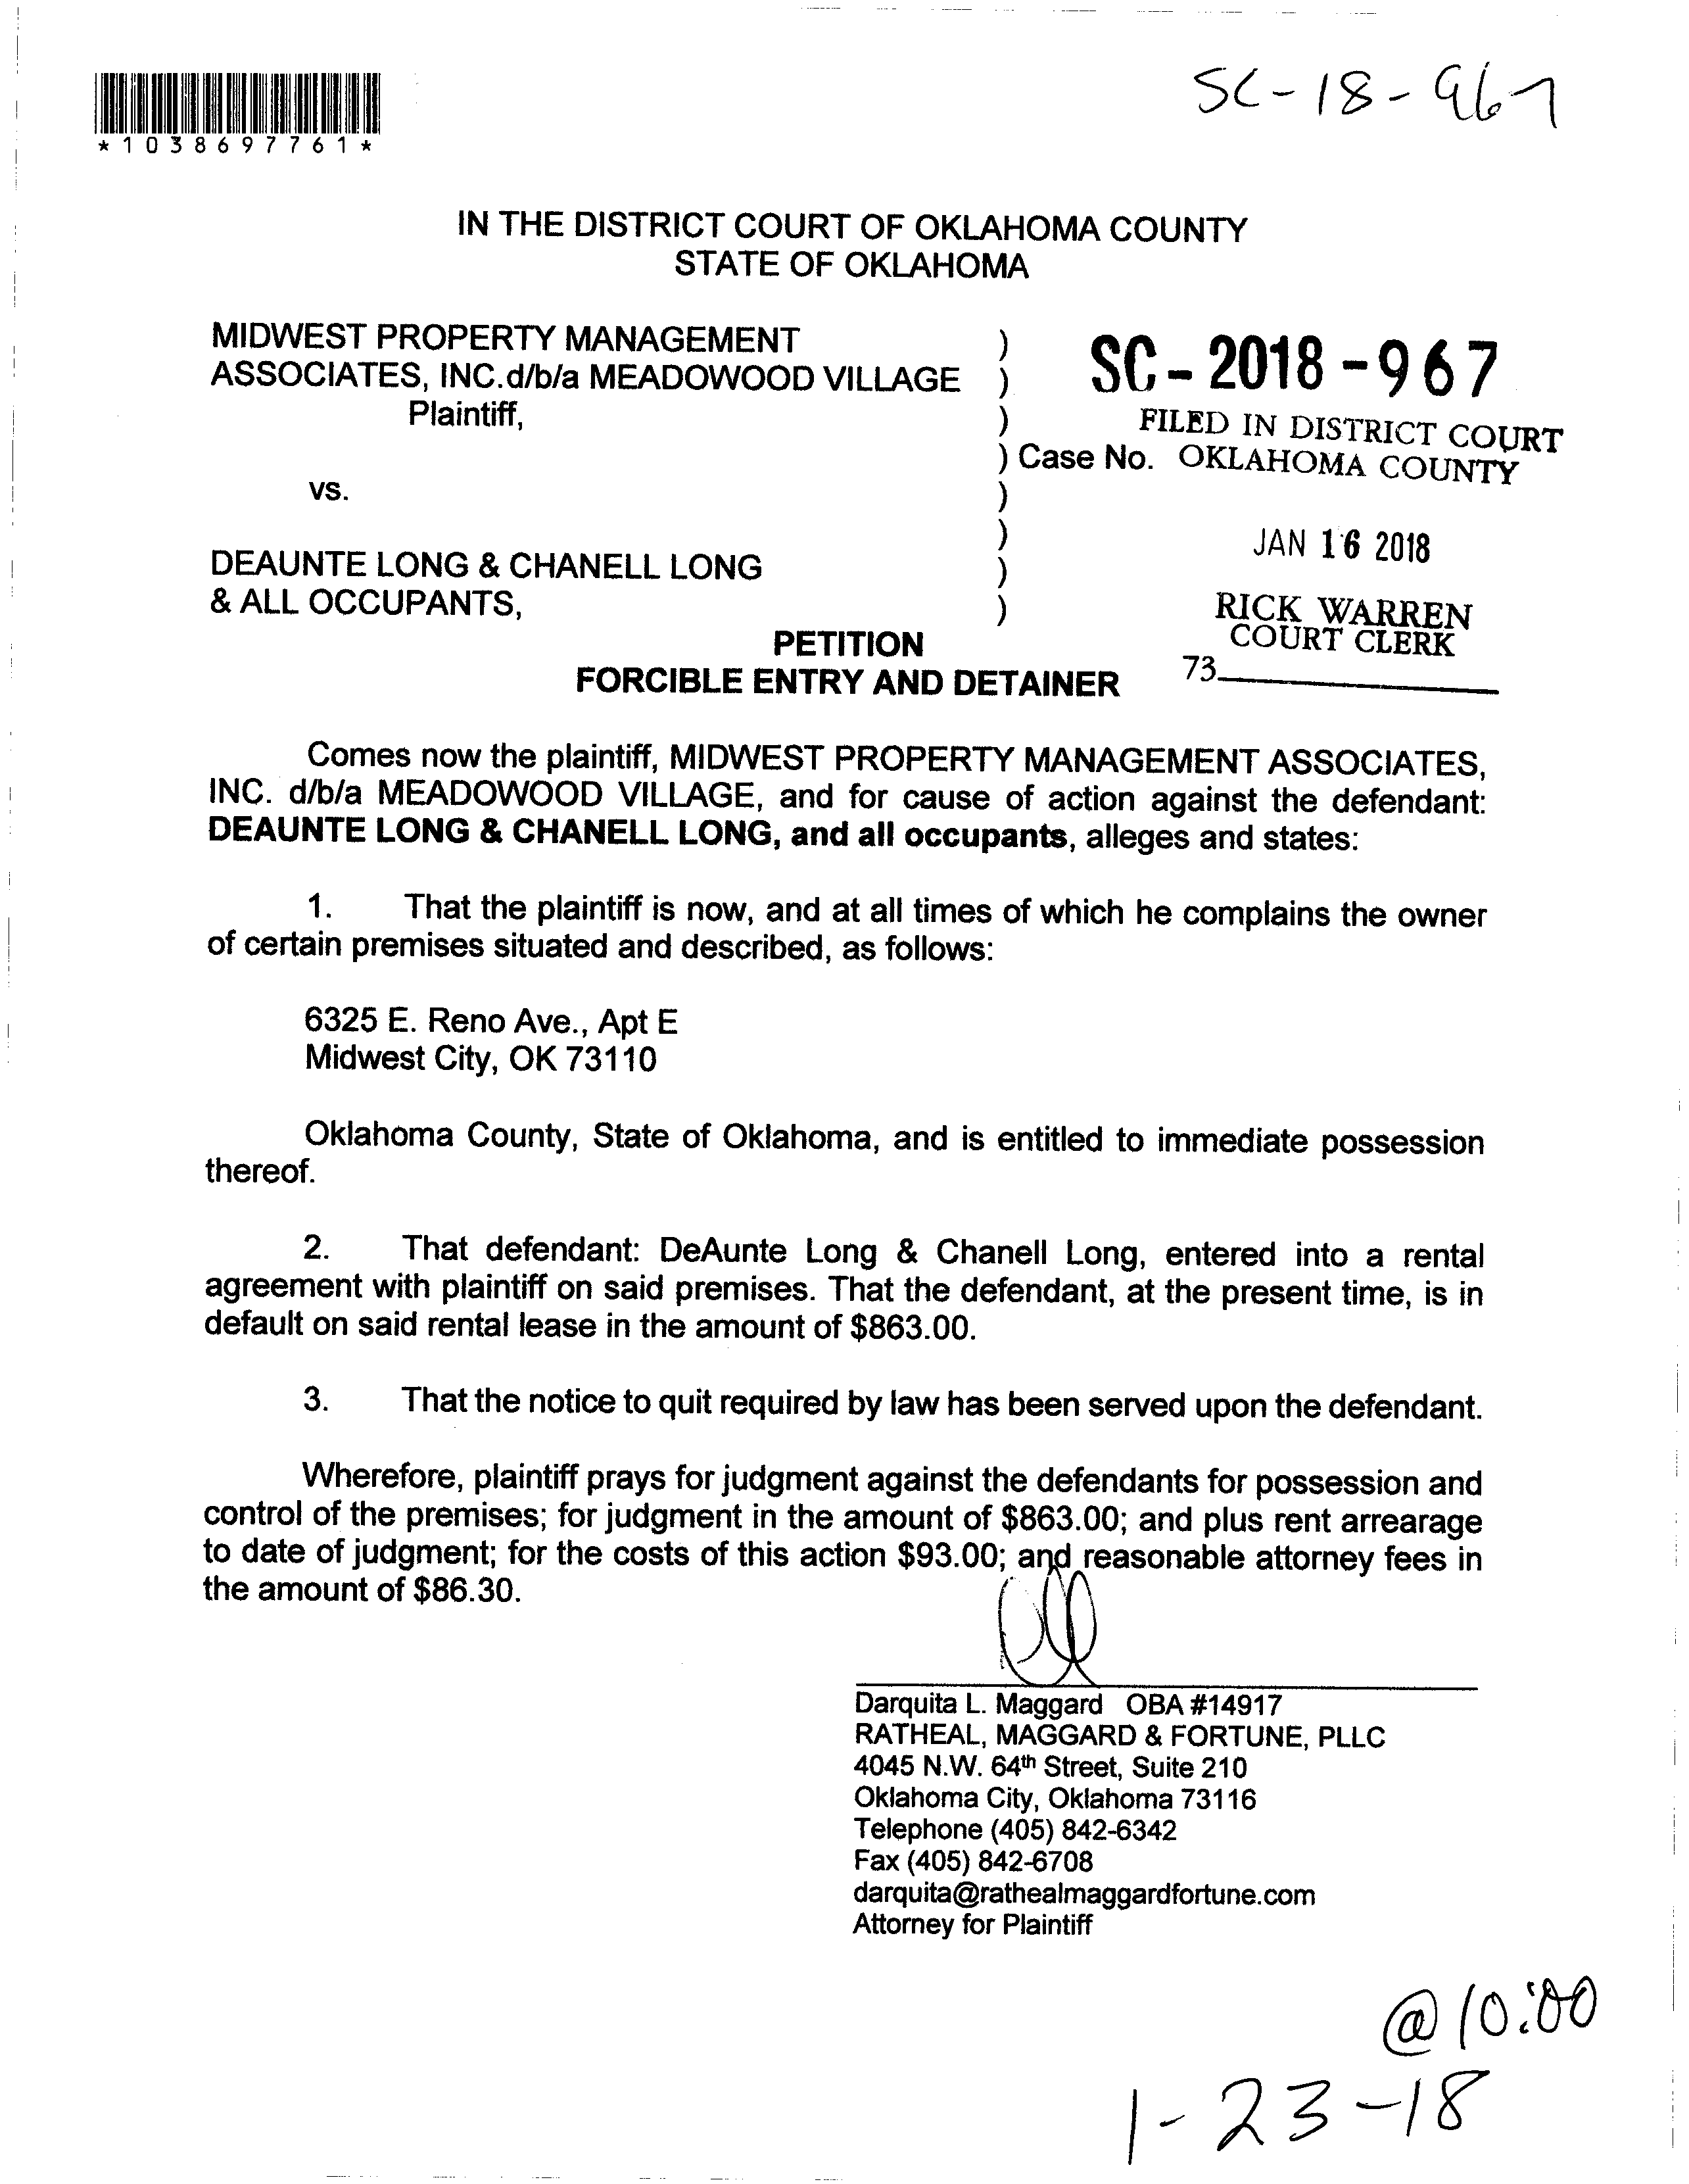 SC-18-967
*1038697761*
IN THE DISTRICT COURT OF OKLAHOMA COUNTY
STATE OF OKLAHOMA
MIDWEST PROPERTY MANAGEMENT )
ASSOCIATES, INC.d/b/a MEADOWOOD VILLAGE ) SC-2018-967
Plaintiff, ) FILED IN DISTRICT COURT
) Case No. OKLAHOMA COUNTY
vs. )
) JAN 16 2018
DEAUNTE LONG & CHANELL LONG )
& ALL OCCUPANTS, ) RICK WARREN
COURT CLERK
PETITION
73
FORCIBLE ENTRY AND DETAINER
Comes now the plaintiff, MIDWEST PROPERTY MANAGEMENT ASSOCIATES,
INC. d/b/a MEADOWOOD VILLAGE, and for cause of action against the defendant:
DEAUNTE LONG & CHANELL LONG, and all occupants, alleges and states:
1. That the plaintiff is now, and at all times of which he complains the owner
of certain premises situated and described, as follows:
6325 E. Reno Ave., Apt E
Midwest City, OK 73110
Oklahoma County, State of Oklahoma, and is entitled to immediate possession
thereof.
2. That defendant: DeAunte Long & Chanell Long, entered into a rental
agreement with plaintiff on said premises. That the defendant, at the present time, is in
default on said rental lease in the amount of $863.00.
3. That the notice to quit required by law has been served upon the defendant.
Wherefore, plaintiff prays for judgment against the defendants for possession and
control of the premises; for judgment in the amount of $863.00; and plus rent arrearage
to date of judgment; for the costs of this action $93.00; and reasonable attorney fees in
the amount of $86.30.
Darquita L. Maggard OBA #14917
RATHEAL, MAGGARD & FORTUNE, PLLC
4045 N.W. 64th Street, Suite 210
Oklahoma City, Oklahoma 73116
Telephone (405) 842-6342
Fax (405) 842-6708
darquita@rathealmaggardfortune.com
Attorney for Plaintiff
@ 10:00
1-23-18